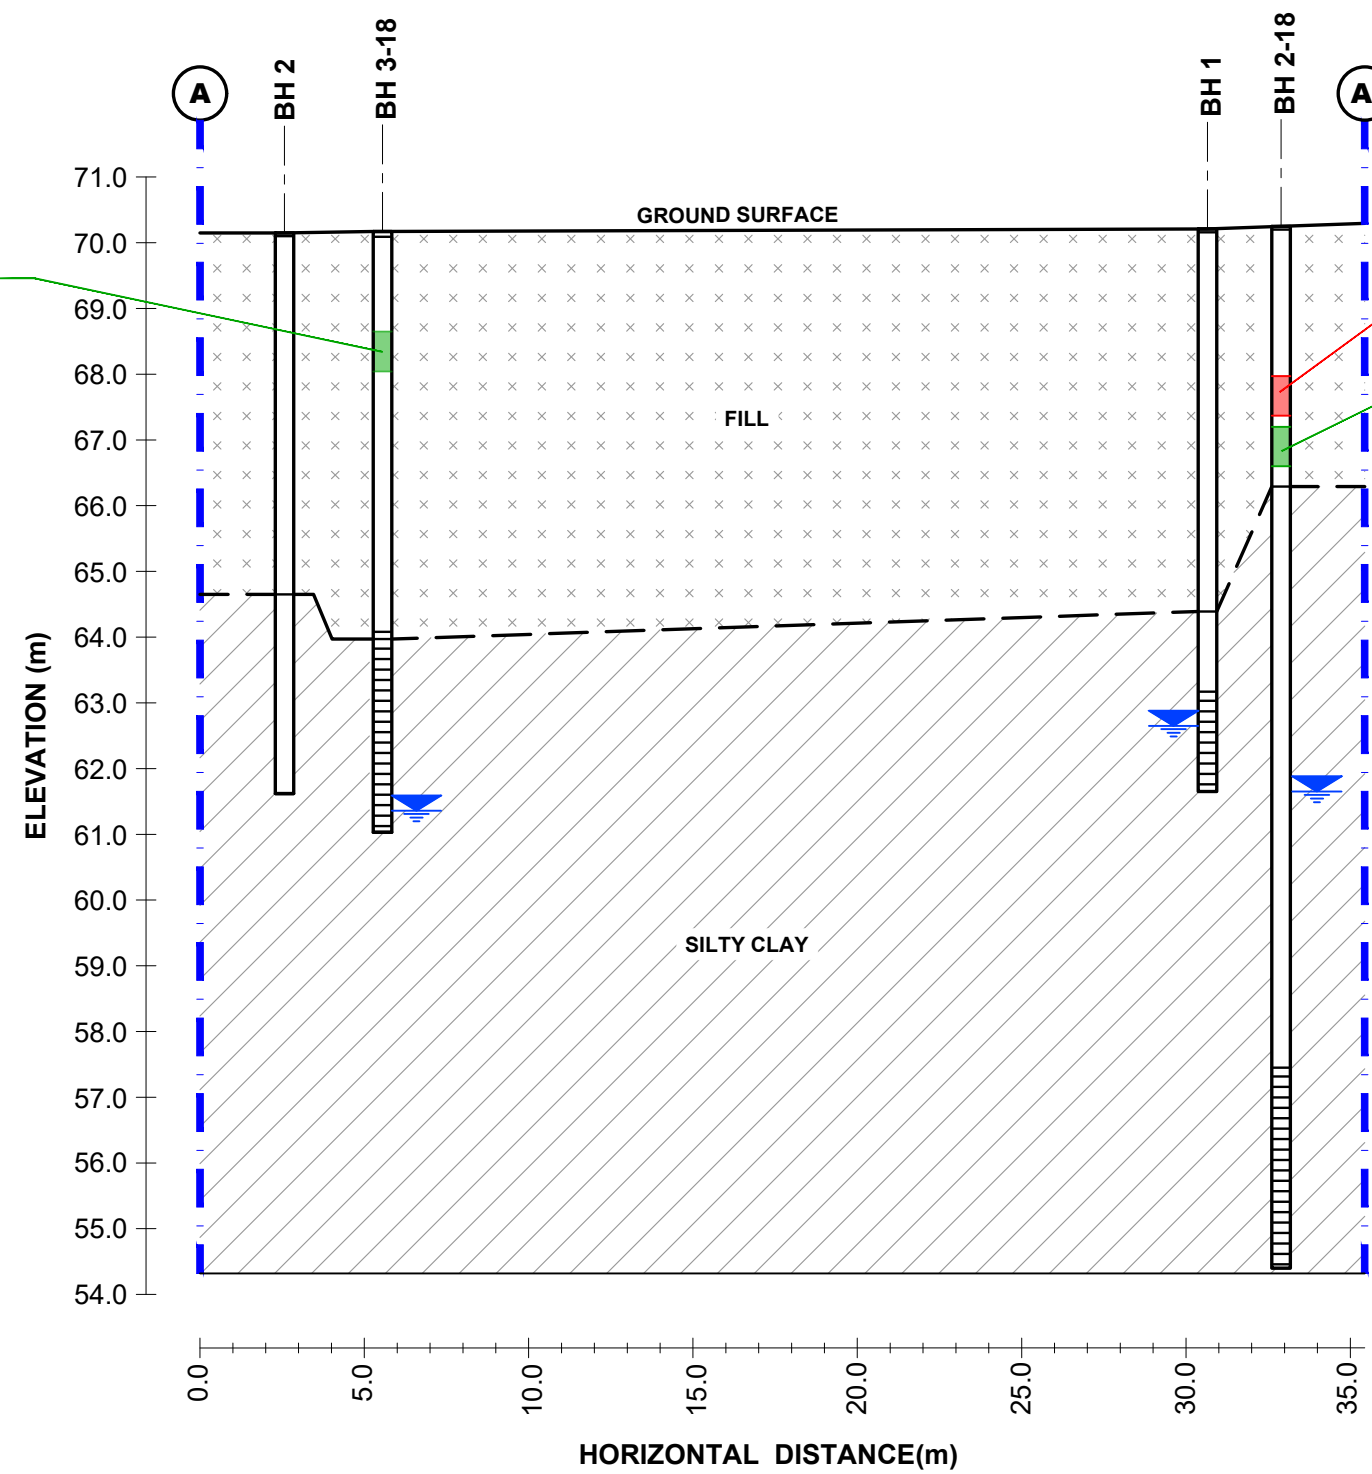 BH 2
BH 3-18
BH 1
BH 2-18
A
A
GROUND SURFACE
71.0
70.0
69.0
68.0
67.0
66.0
65.0
64.0
63.0
62.0
61.0
60.0
59.0
58.0
57.0
56.0
55.0
54.0
ELEVATION (m)
FILL
SILTY CLAY
0.0
5.0
10.0
15.0
20.0
25.0
30.0
35.0
HORIZONTAL DISTANCE(m)